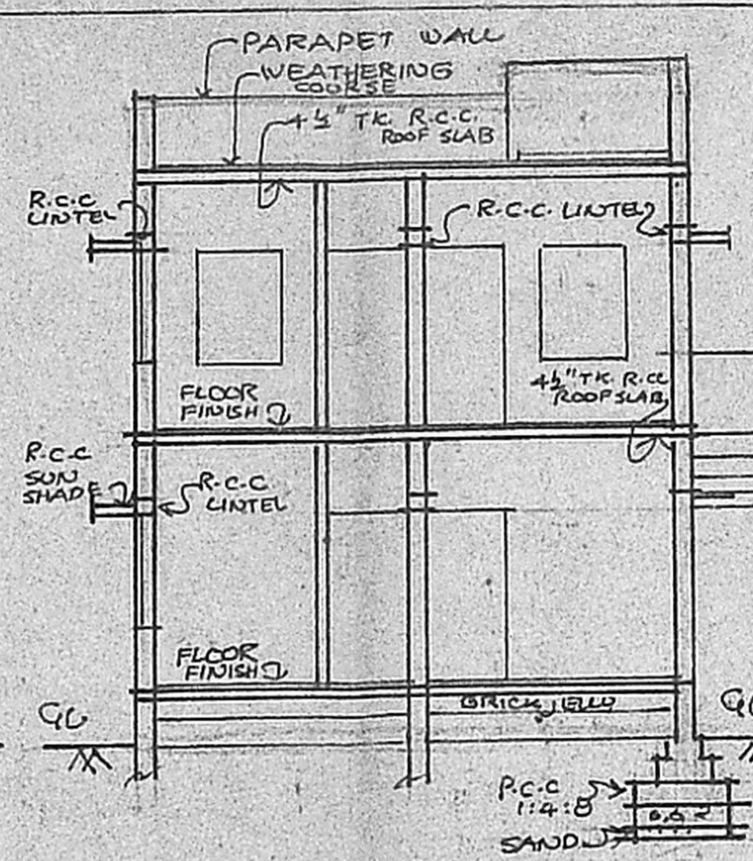 PARAPET WALL
WEATHERING
COURSE
4½" TK. R.C.C.
ROOF SLAB
R.C.C
LINTEL
R.C.C. LINTEL
FLOOR
FINISH
4½" TK. R.CC
ROOF SLAB
R.C.C
SUN
SHADE
R.C.C.
LINTEL
FLOOR
FINISH
BRICK JELLY
GL
GL
P.C.C
1:4:8
SAND